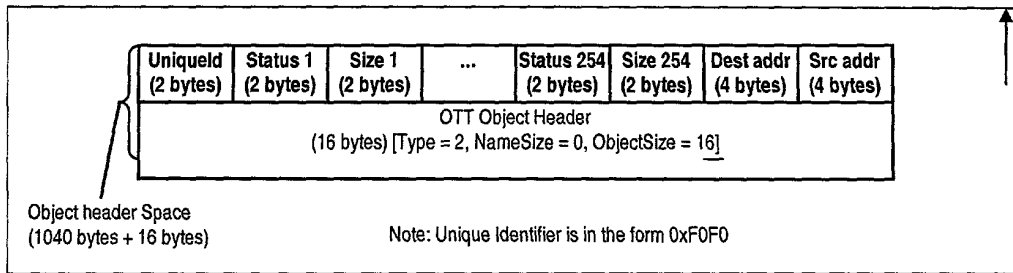 UniqueId Status 1 Size 1 ... Status 254 Size 254 Dest addr Src addr
(2 bytes) (2 bytes) (2 bytes) (2 bytes) (2 bytes) (4 bytes) (4 bytes)
OTT Object Header
(16 bytes) [Type = 2, NameSize = 0, ObjectSize = 16]
Object header Space
(1040 bytes + 16 bytes)
Note: Unique Identifier is in the form 0xF0F0